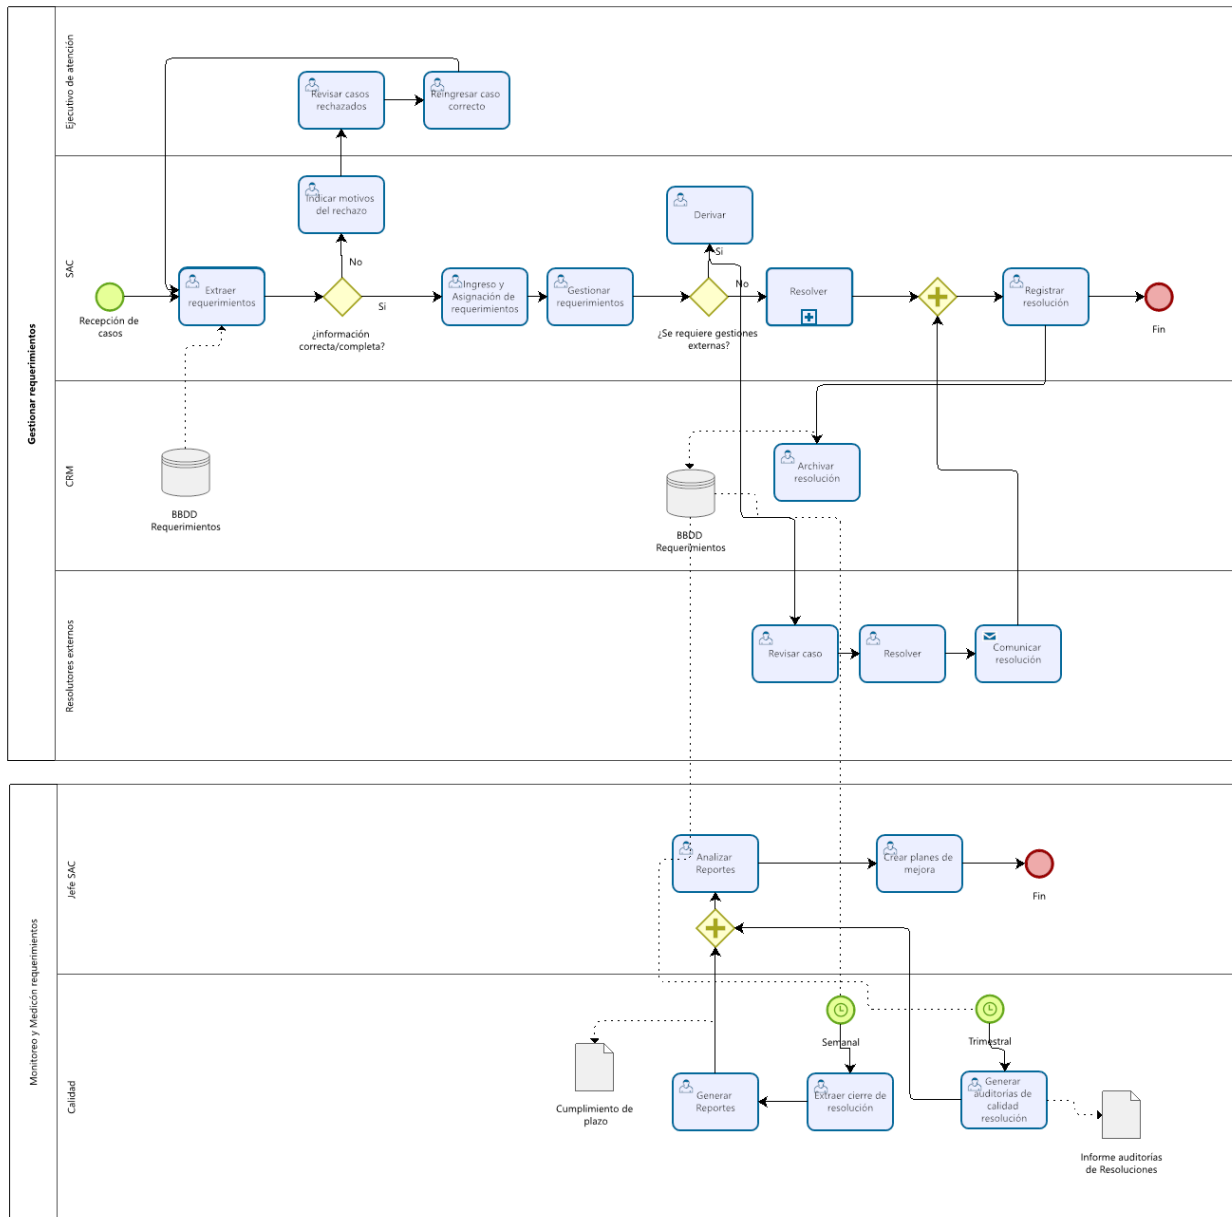 Gestionar requerimientos
Ejecutivo de atención
Revisar casos
rechazados
Reingresar caso
correcto
SAC
Indicar motivos
del rechazo
Derivar
Si
No
No
Recepción de
casos
Extraer
requerimientos
¿información
correcta/completa?
Si
Ingreso y
Asignación de
requerimientos
Gestionar
requerimientos
¿Se requiere gestiones
externas?
Resolver
Registrar
resolución
Fin
CRM
BBDD
Requerimientos
BBDD
Requerimientos
Archivar
resolución
Resolutores externos
Revisar caso
Resolver
Comunicar
resolución
Monitoreo y Medicón requerimientos
Jefe SAC
Analizar
Reportes
Crear planes de
mejora
Fin
Calidad
Semanal
Trimestral
Cumplimiento de
plazo
Generar
Reportes
Extraer cierre de
resolución
Generar
auditorías de
calidad
resolución
Informe auditorías
de Resoluciones